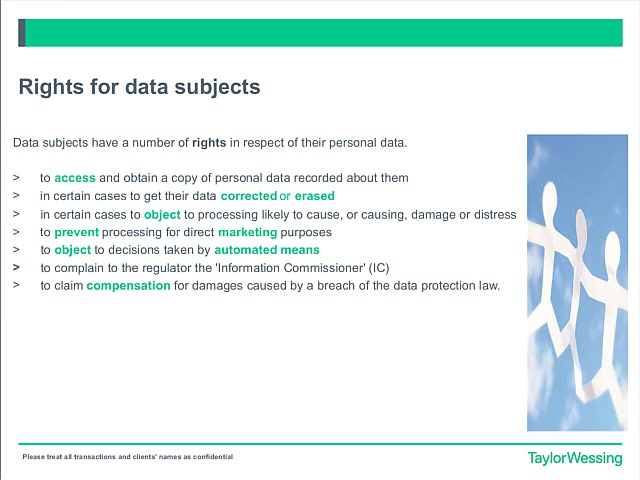 Rights for data subjects
Data subjects have a number of rights in respect of their personal data.
> to access and obtain a copy of personal data recorded about them
> in certain cases to get their data corrected or erased
> in certain cases to object to processing likely to cause, or causing, damage or distress
> to prevent processing for direct marketing purposes
> to object to decisions taken by automated means
> to complain to the regulator the 'Information Commissioner' (IC)
> to claim compensation for damages caused by a breach of the data protection law.
Please treat all transactions and clients' names as confidential
TaylorWessing